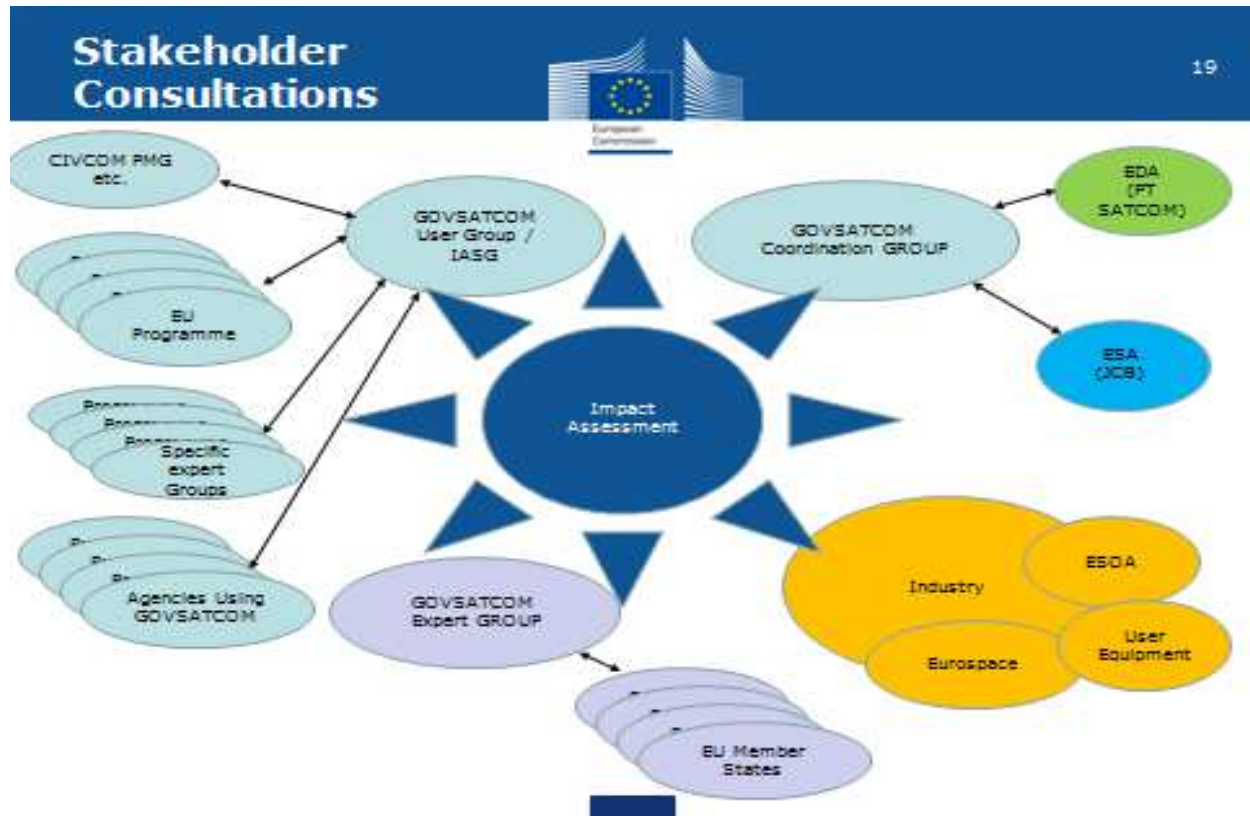 Stakeholder
Consultations
19
European
Commission
CIVCOM PMG
etc.
GOVSATCOM
User Group /
IASG
GOVSATCOM
Coordination GROUP
EDA
(PT
SATCOM)
EU
Programme
ESA
(JCB)
Impact
Assessment
Specific
expert
Groups
Agencies Using
GOVSATCOM
GOVSATCOM
Expert GROUP
Industry
ESOA
User
Equipment
Eurospace
EU Member
States